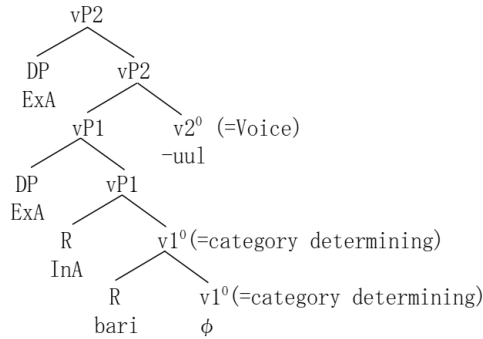 vP2
DP vP2
ExA
vP1 v2⁰ (=Voice)
-uul
DP vP1
ExA
R v1⁰(=category determining)
InA
R v1⁰(=category determining)
bari ϕ